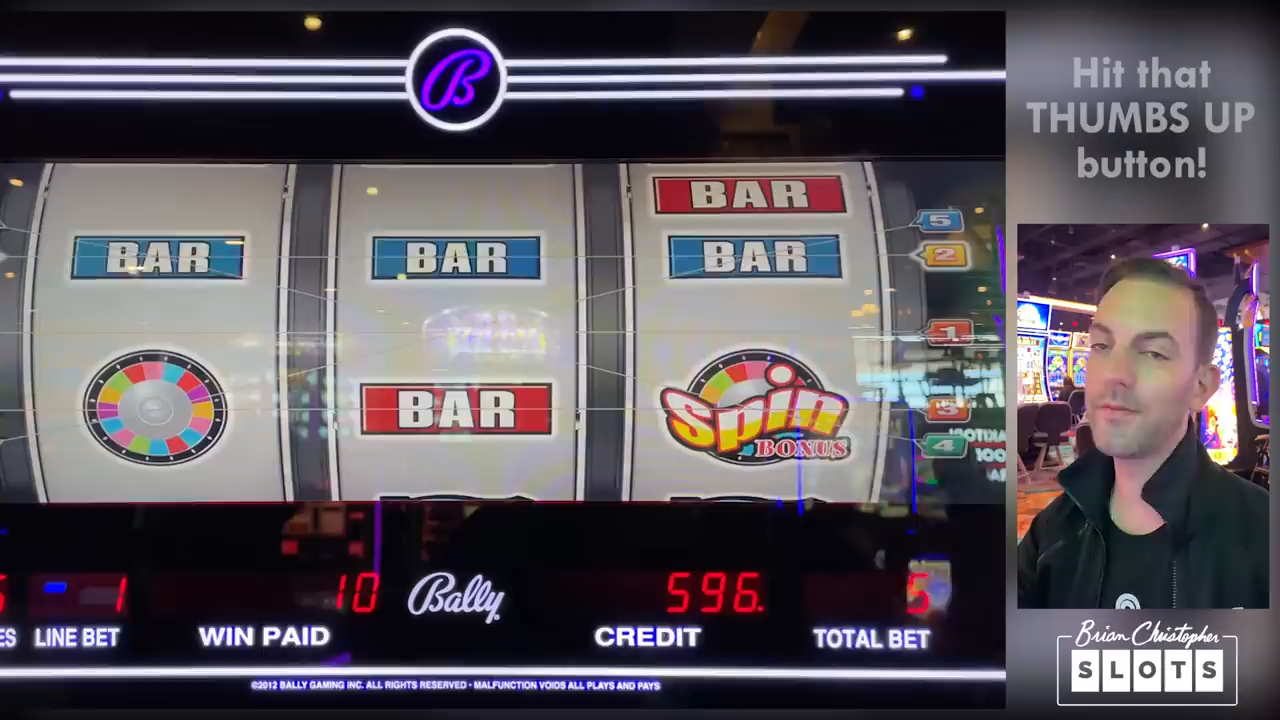 Hit that
THUMBS UP
button!
B
BAR
BAR BAR BAR
5
2
1
Spin
BONUS
BAR
3
4
1 10 Bally 596. 5
LINE BET WIN PAID CREDIT TOTAL BET
©2012 BALLY GAMING INC. ALL RIGHTS RESERVED • MALFUNCTION VOIDS ALL PLAYS AND PAYS
Brian Christopher
SLOTS